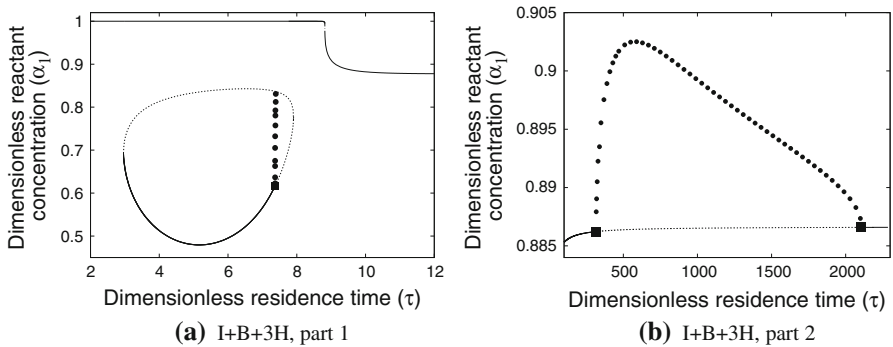 Dimensionless reactant
concentration (α1)
1
0.9
0.8
0.7
0.6
0.5
2
4
6
8
10
12
Dimensionless residence time (τ)
(a) I+B+3H, part 1
Dimensionless reactant
concentration (α1)
0.905
0.9
0.895
0.89
0.885
500
1000
1500
2000
Dimensionless residence time (τ)
(b) I+B+3H, part 2